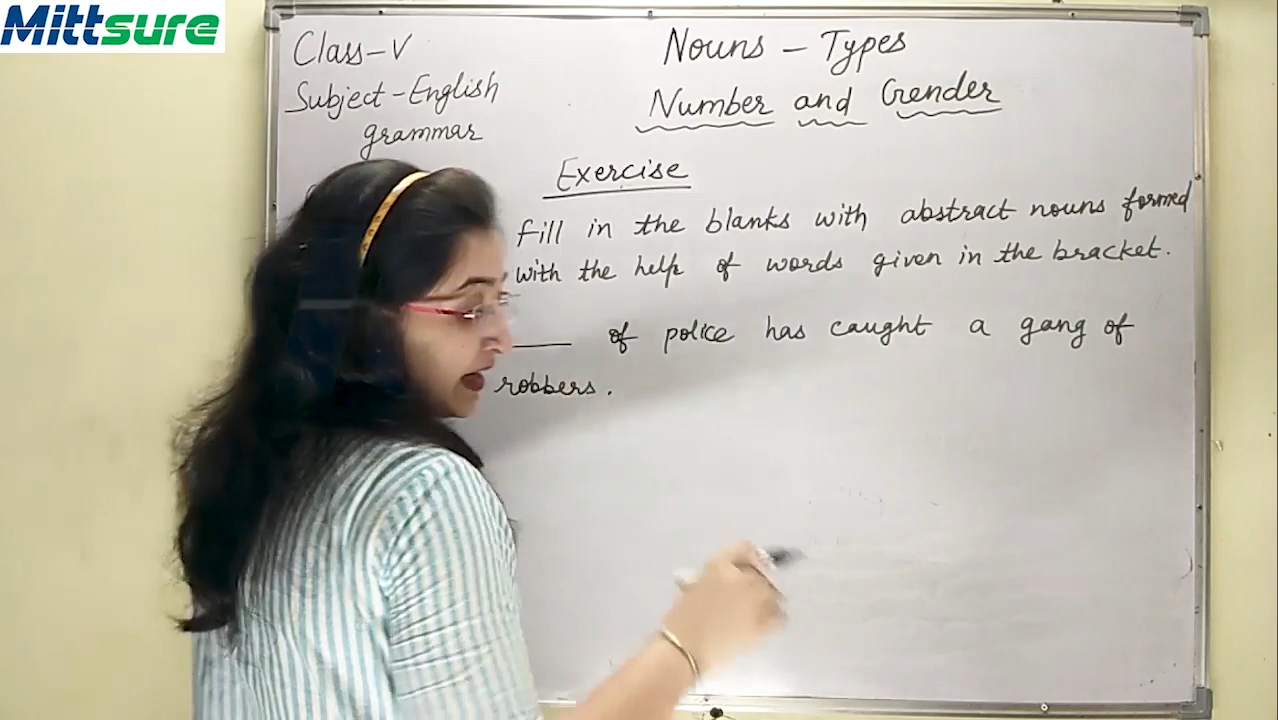 Mittsure
Class-V
Subject-English
grammar
Nouns - Types
Number and Gender
Exercise
fill in the blanks with abstract nouns formed
with the help of words given in the bracket.
____ of police has caught a gang of
robbers.